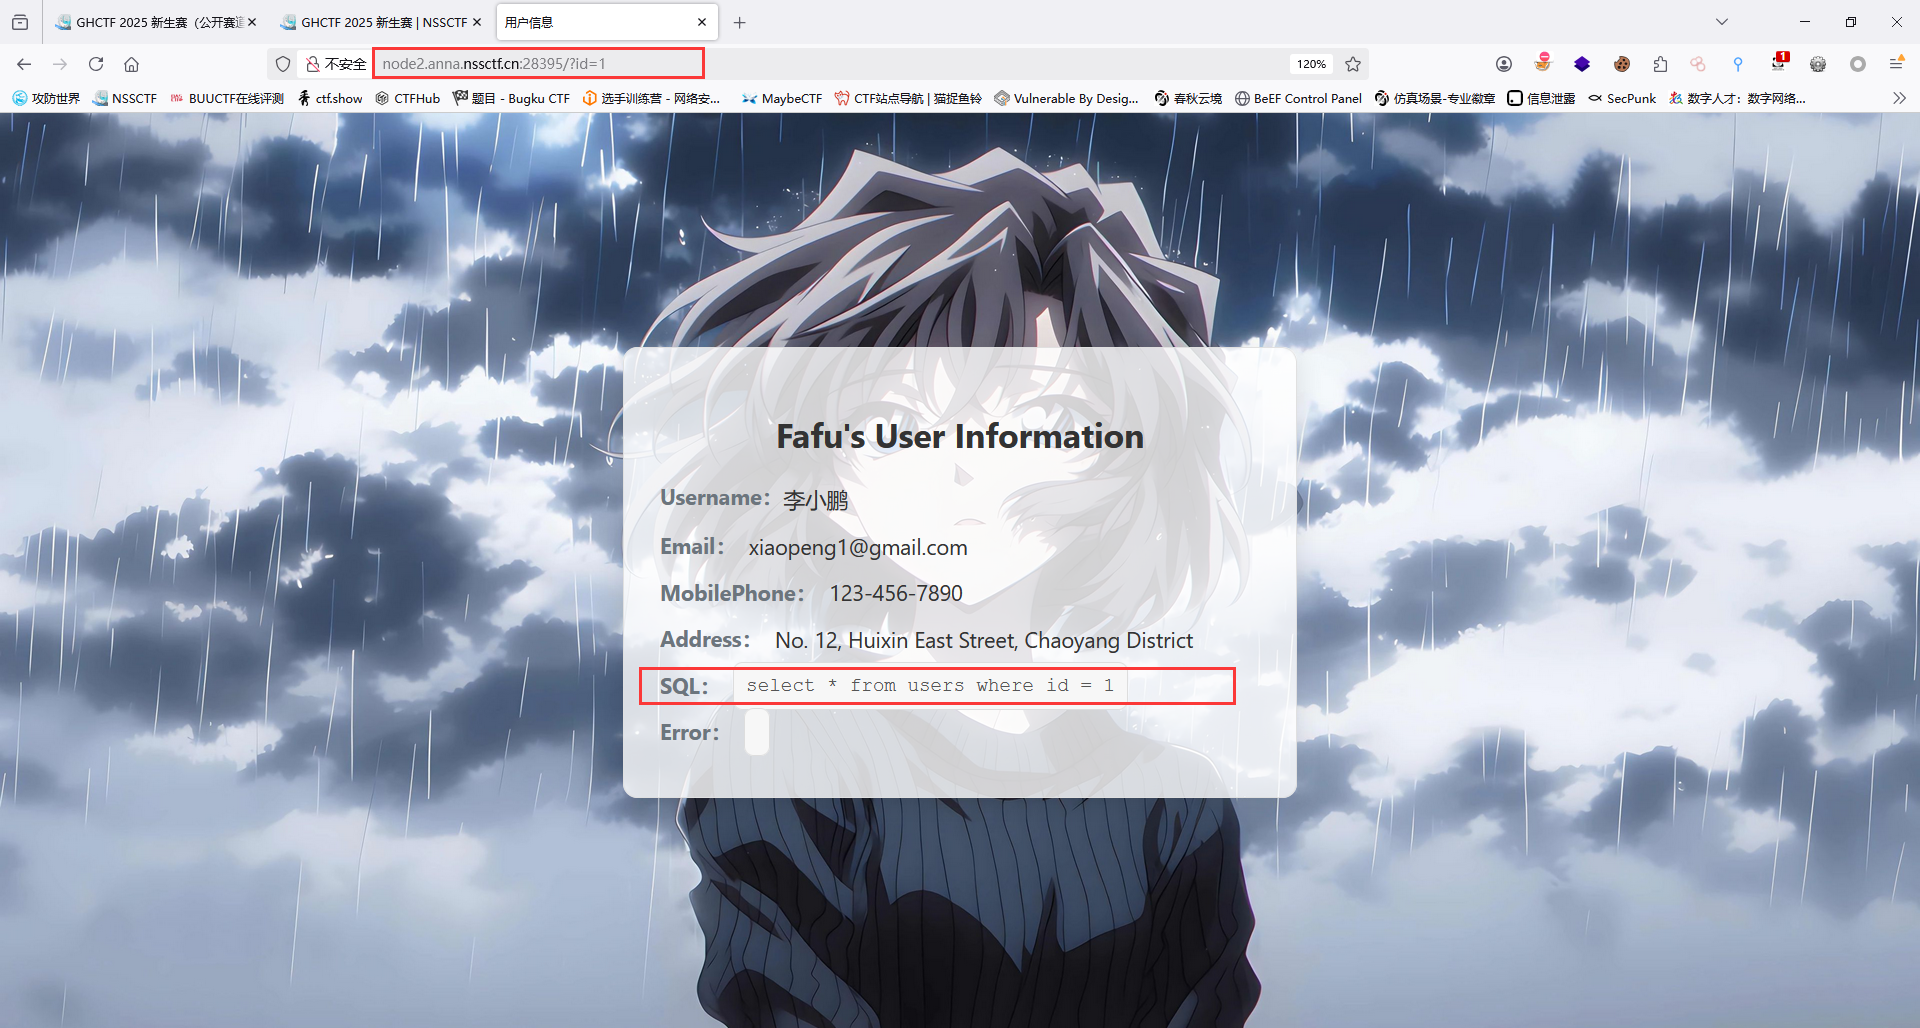 GHCTF 2025 新生赛（公开赛道
GHCTF 2025 新生赛 | NSSCTF
用户信息
不安全
node2.anna.nssctf.cn:28395/?id=1
120%
1
攻防世界
NSSCTF
BUUCTF在线评测
ctf.show
CTFHub
题目 - Bugku CTF
选手训练营 - 网络安...
MaybeCTF
CTF站点导航 | 猫捉鱼铃
Vulnerable By Desig...
春秋云境
BeEF Control Panel
仿真场景-专业徽章
信息泄露
SecPunk
数字人才：数字网络...
Fafu's User Information
Username： 李小鹏
Email： xiaopeng1@gmail.com
MobilePhone： 123-456-7890
Address： No. 12, Huixin East Street, Chaoyang District
SQL： select * from users where id = 1
Error：